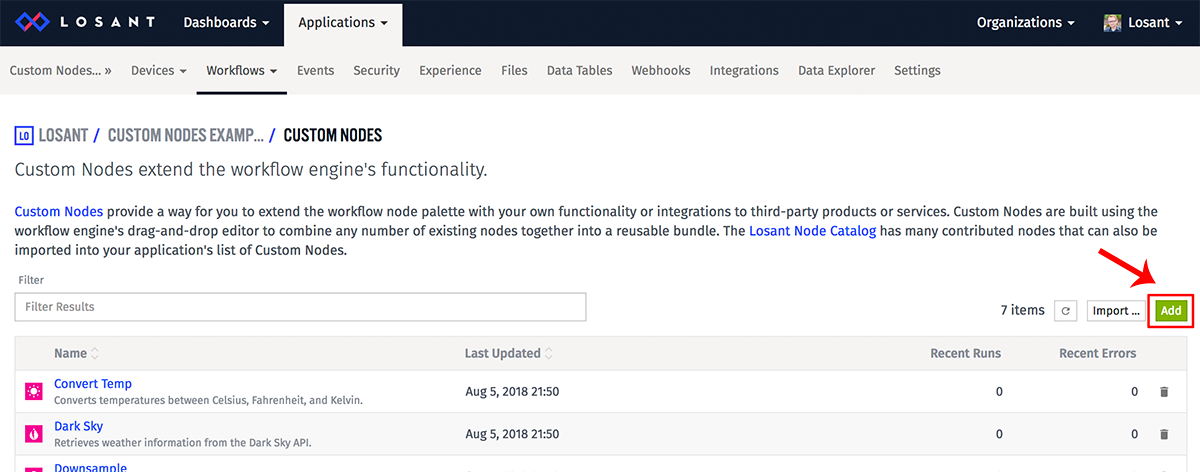 LOSANT Dashboards Applications Organizations Losant
Custom Nodes... » Devices Workflows Events Security Experience Files Data Tables Webhooks Integrations Data Explorer Settings
LO LOSANT / CUSTOM NODES EXAMP... / CUSTOM NODES
Custom Nodes extend the workflow engine's functionality.
Custom Nodes provide a way for you to extend the workflow node palette with your own functionality or integrations to third-party products or services. Custom Nodes are built using the
workflow engine's drag-and-drop editor to combine any number of existing nodes together into a reusable bundle. The Losant Node Catalog has many contributed nodes that can also be
imported into your application's list of Custom Nodes.
Filter
Filter Results
7 items Import ... Add
Name Last Updated Recent Runs Recent Errors
Convert Temp Aug 5, 2018 21:50 0 0
Converts temperatures between Celsius, Fahrenheit, and Kelvin.
Dark Sky Aug 5, 2018 21:50 0 0
Retrieves weather information from the Dark Sky API.
Downsample